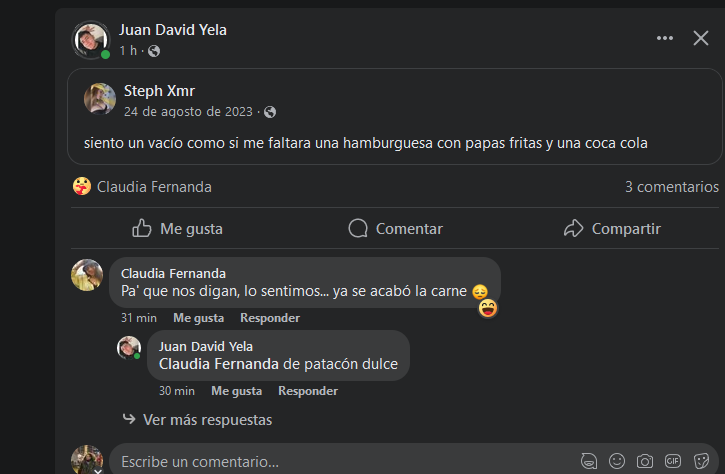 Juan David Yela
1 h
Steph Xmr
24 de agosto de 2023
siento un vacío como si me faltara una hamburguesa con papas fritas y una coca cola
Claudia Fernanda
3 comentarios
Me gusta
Comentar
Compartir
Claudia Fernanda
Pa' que nos digan, lo sentimos... ya se acabó la carne
31 min Me gusta Responder
Juan David Yela
Claudia Fernanda de patacón dulce
30 min Me gusta Responder
Ver más respuestas
Escribe un comentario...
GIF